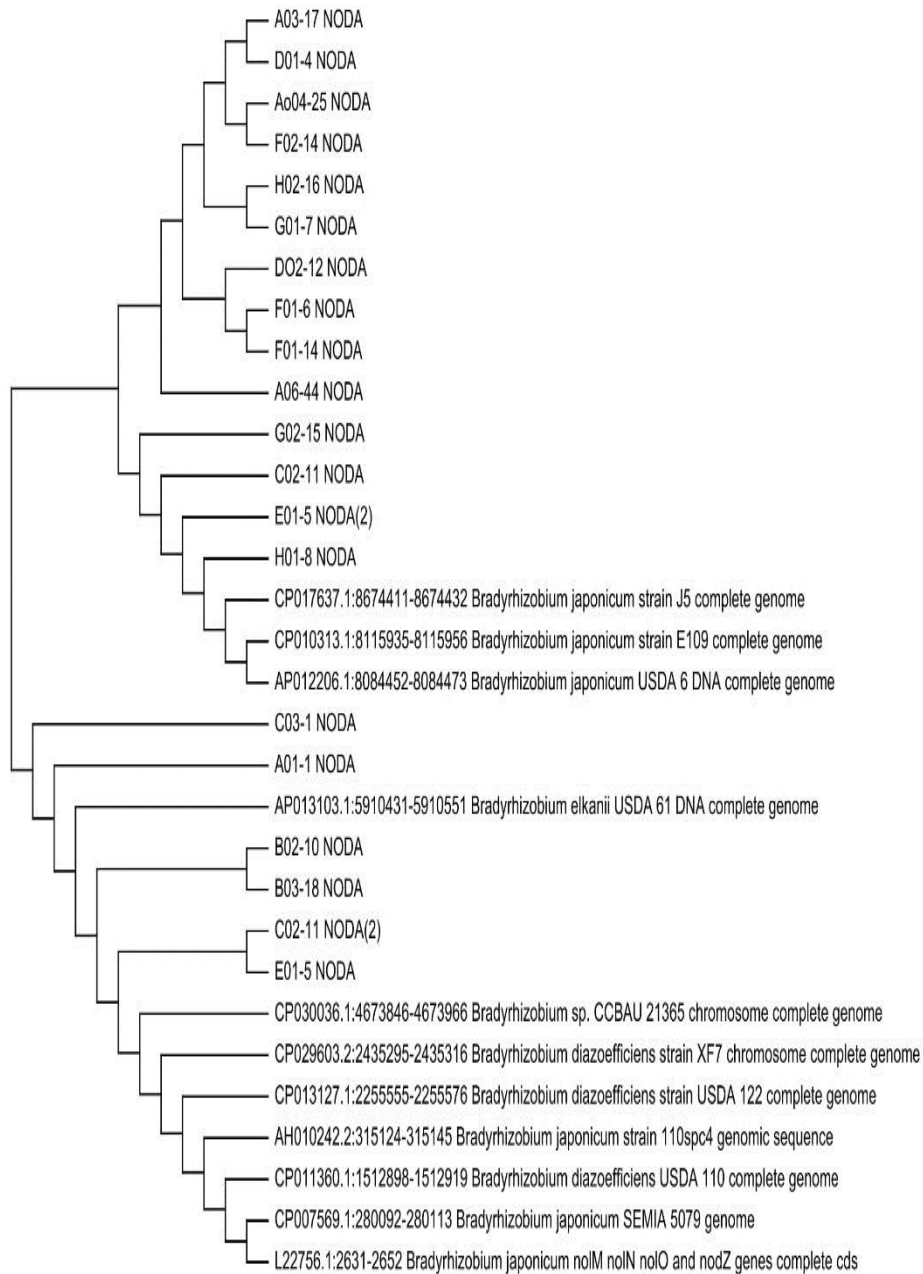 A03-17 NODA
D01-4 NODA
Ao04-25 NODA
F02-14 NODA
H02-16 NODA
G01-7 NODA
DO2-12 NODA
F01-6 NODA
F01-14 NODA
A06-44 NODA
G02-15 NODA
C02-11 NODA
E01-5 NODA(2)
H01-8 NODA
CP017637.1:8674411-8674432 Bradyrhizobium japonicum strain J5 complete genome
CP010313.1:8115935-8115956 Bradyrhizobium japonicum strain E109 complete genome
AP012206.1:8084452-8084473 Bradyrhizobium japonicum USDA 6 DNA complete genome
C03-1 NODA
A01-1 NODA
AP013103.1:5910431-5910551 Bradyrhizobium elkanii USDA 61 DNA complete genome
B02-10 NODA
B03-18 NODA
C02-11 NODA(2)
E01-5 NODA
CP030036.1:4673846-4673966 Bradyrhizobium sp. CCBAU 21365 chromosome complete genome
CP029603.2:2435295-2435316 Bradyrhizobium diazoefficiens strain XF7 chromosome complete genome
CP013127.1:2255555-2255576 Bradyrhizobium diazoefficiens strain USDA 122 complete genome
AH010242.2:315124-315145 Bradyrhizobium japonicum strain 110spc4 genomic sequence
CP011360.1:1512898-1512919 Bradyrhizobium diazoefficiens USDA 110 complete genome
CP007569.1:280092-280113 Bradyrhizobium japonicum SEMIA 5079 genome
L22756.1:2631-2652 Bradyrhizobium japonicum nolM nolN nolO and nodZ genes complete cds